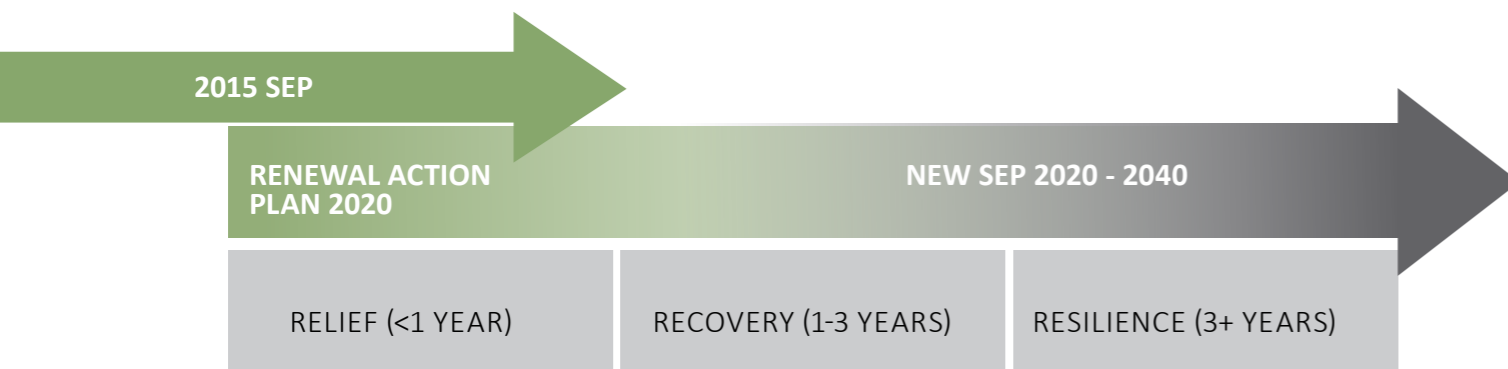 2015 SEP
RENEWAL ACTION
PLAN 2020
NEW SEP 2020 - 2040
RELIEF (<1 YEAR)
RECOVERY (1-3 YEARS)
RESILIENCE (3+ YEARS)